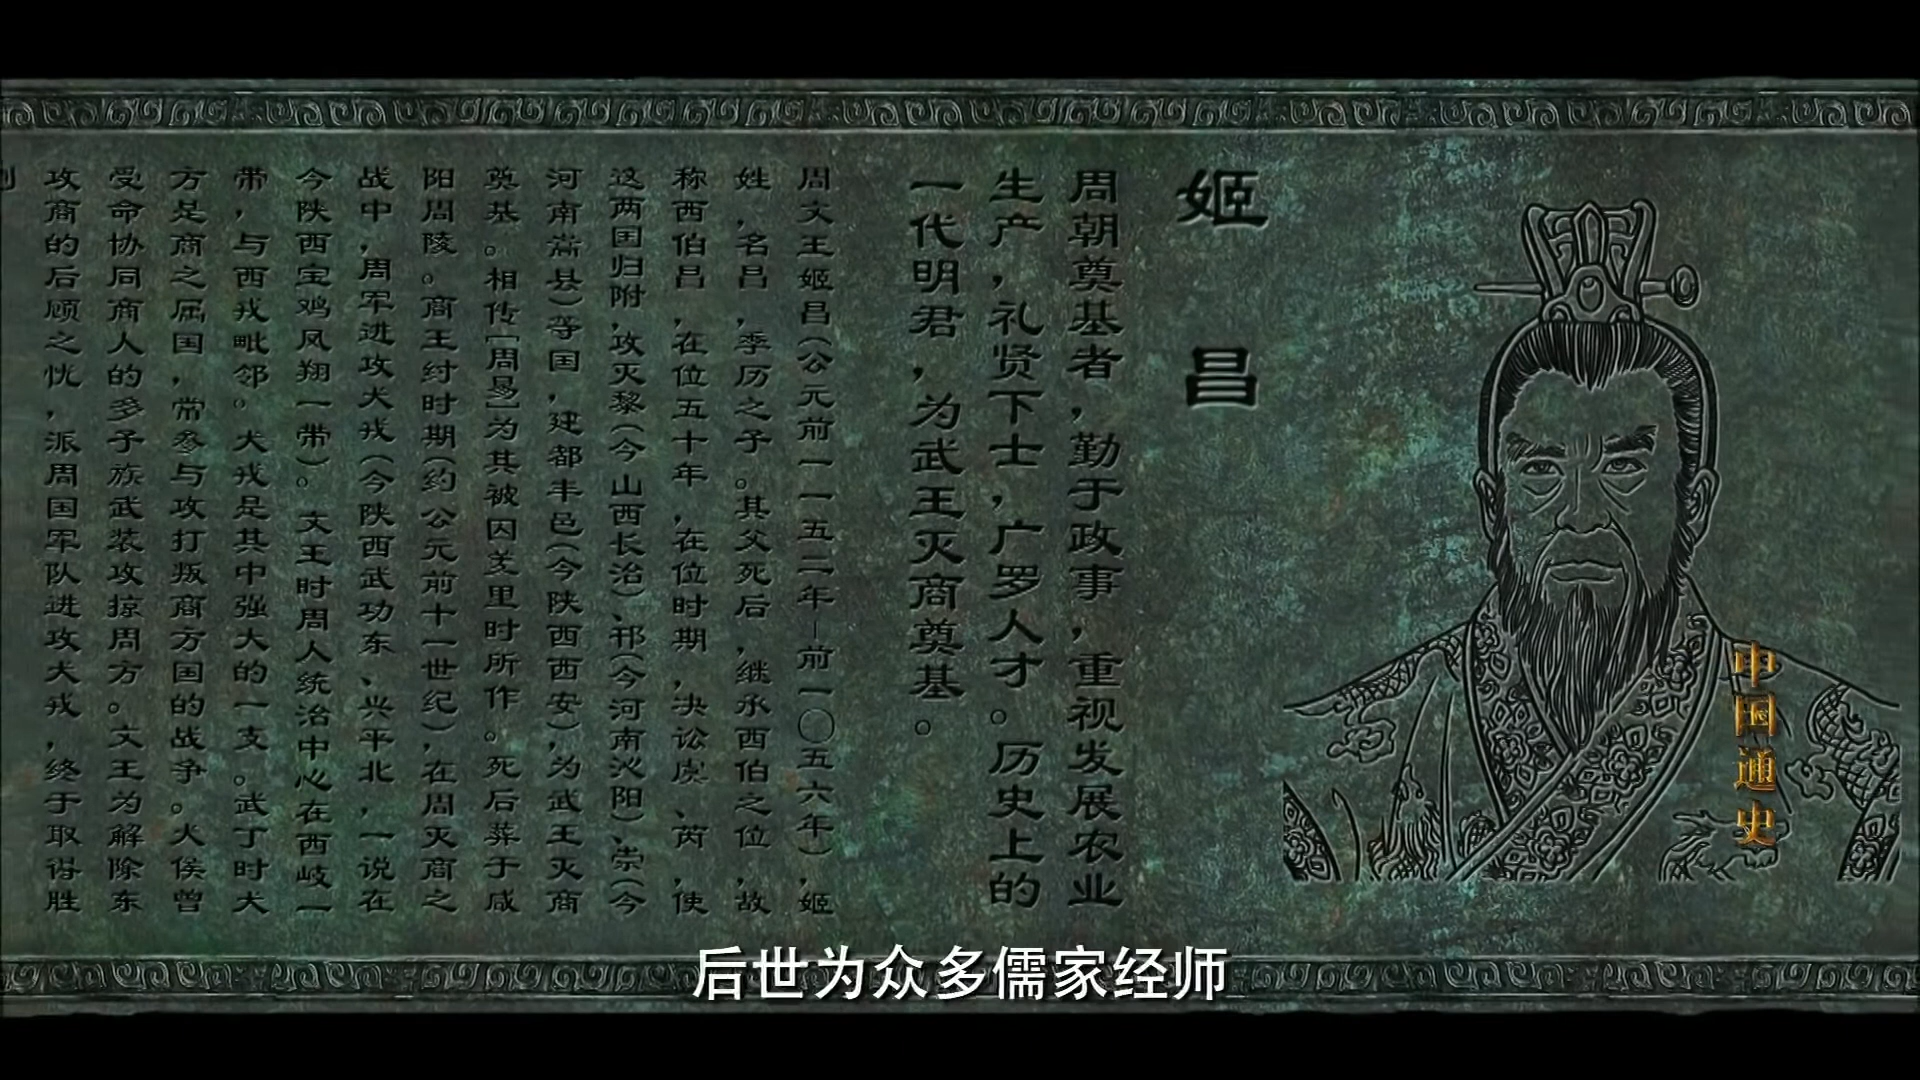 姬昌
周朝奠基者，勤于政事，重视发展农业
生产，礼贤下士，广罗人才。历史上的
一代明君，为武王灭商奠基。
周文王姬昌（公元前一一五二年－前一〇五六年），姬
姓，名昌，季历之子。其父死后，继承西伯之位，故
称西伯昌，在位五十年，在位时期，决讼虞、芮，使
这两国归附，攻灭黎（今山西长治）、邘（今河南沁阳）、崇（今
河南嵩县）等国，建都丰邑（今陕西西安），为武王灭商
奠基。相传［周易］为其被囚羑里时所作。死后葬于咸
阳周陵。商王纣时期（约公元前十一世纪），在周灭商之
战中，周军进攻犬戎（今陕西武功东、兴平北，一说在
今陕西宝鸡凤翔一带）。文王时周人统治中心在西岐一
带，与西戎毗邻。犬戎是其中强大的一支。武丁时犬
方是商之属国，常参与攻打叛商方国的战争。犬侯曾
受命协同商人的多子族武装攻掠周方。文王为解除东
攻商的后顾之忧，派周国军队进攻犬戎，终于取得胜
中国通史
后世为众多儒家经师